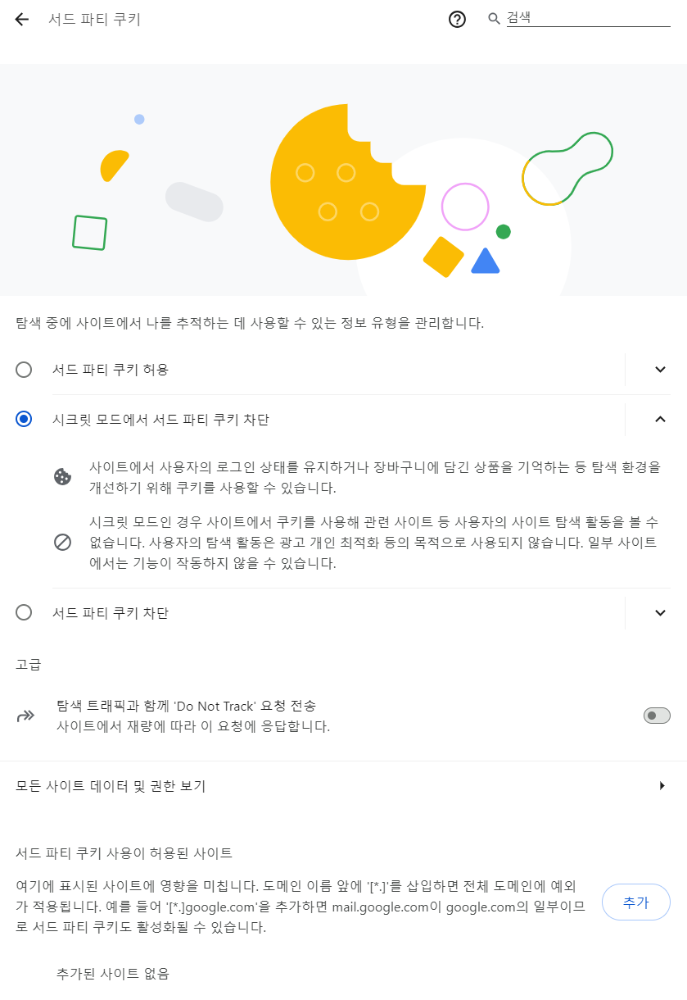 서드 파티 쿠키
검색
탐색 중에 사이트에서 나를 추적하는 데 사용할 수 있는 정보 유형을 관리합니다.
서드 파티 쿠키 허용
시크릿 모드에서 서드 파티 쿠키 차단
사이트에서 사용자의 로그인 상태를 유지하거나 장바구니에 담긴 상품을 기억하는 등 탐색 환경을
개선하기 위해 쿠키를 사용할 수 있습니다.
시크릿 모드인 경우 사이트에서 쿠키를 사용해 관련 사이트 등 사용자의 사이트 탐색 활동을 볼 수
없습니다. 사용자의 탐색 활동은 광고 개인 최적화 등의 목적으로 사용되지 않습니다. 일부 사이트
에서는 기능이 작동하지 않을 수 있습니다.
서드 파티 쿠키 차단
고급
탐색 트래픽과 함께 'Do Not Track' 요청 전송
사이트에서 재량에 따라 이 요청에 응답합니다.
모든 사이트 데이터 및 권한 보기
서드 파티 쿠키 사용이 허용된 사이트
여기에 표시된 사이트에 영향을 미칩니다. 도메인 이름 앞에 '[*.]'를 삽입하면 전체 도메인에 예외
가 적용됩니다. 예를 들어 '[*.]google.com'을 추가하면 mail.google.com이 google.com의 일부이므
로 서드 파티 쿠키도 활성화될 수 있습니다.
추가
추가된 사이트 없음